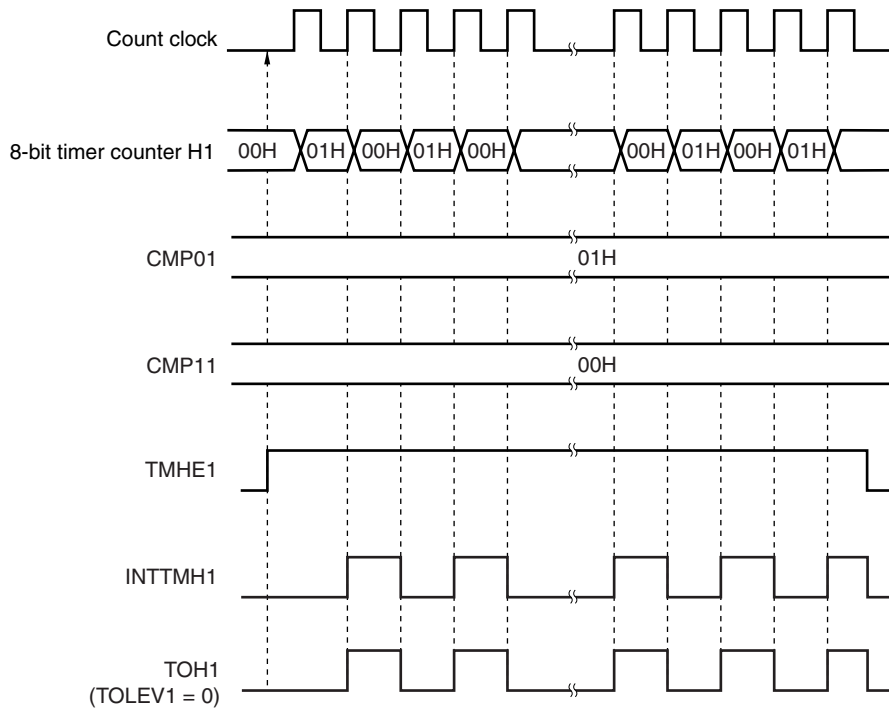 Count clock
8-bit timer counter H1 00H 01H 00H 01H 00H 00H 01H 00H 01H
CMP01 01H
CMP11 00H
TMHE1
INTTMH1
TOH1
(TOLEV1 = 0)